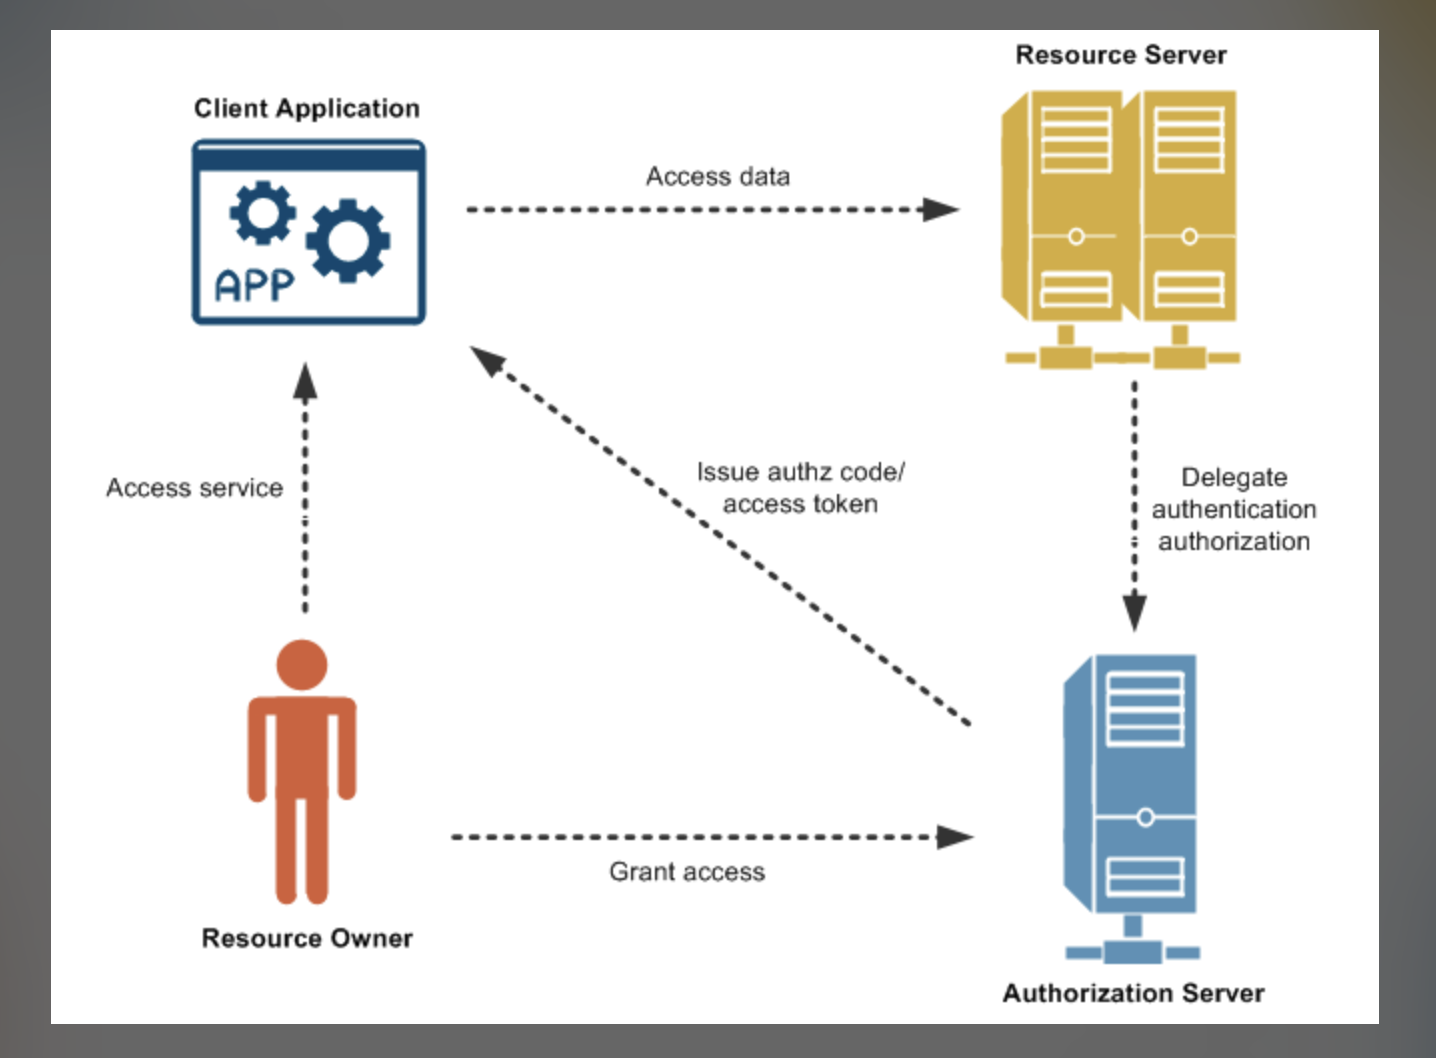 Resource Server
Client Application
Access data
APP
Issue authz code/
access token
Access service
Delegate
authentication
authorization
Grant access
Resource Owner
Authorization Server